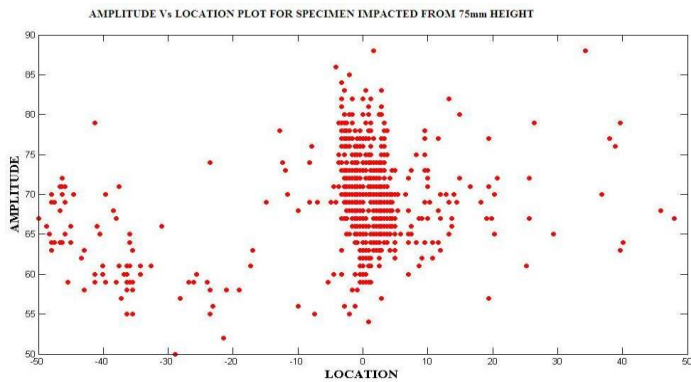 AMPLITUDE Vs LOCATION PLOT FOR SPECIMEN IMPACTED FROM 75mm HEIGHT
90
85
80
75
70
65
60
55
50
AMPLITUDE
-50 -40 -30 -20 -10 0 10 20 30 40 50
LOCATION